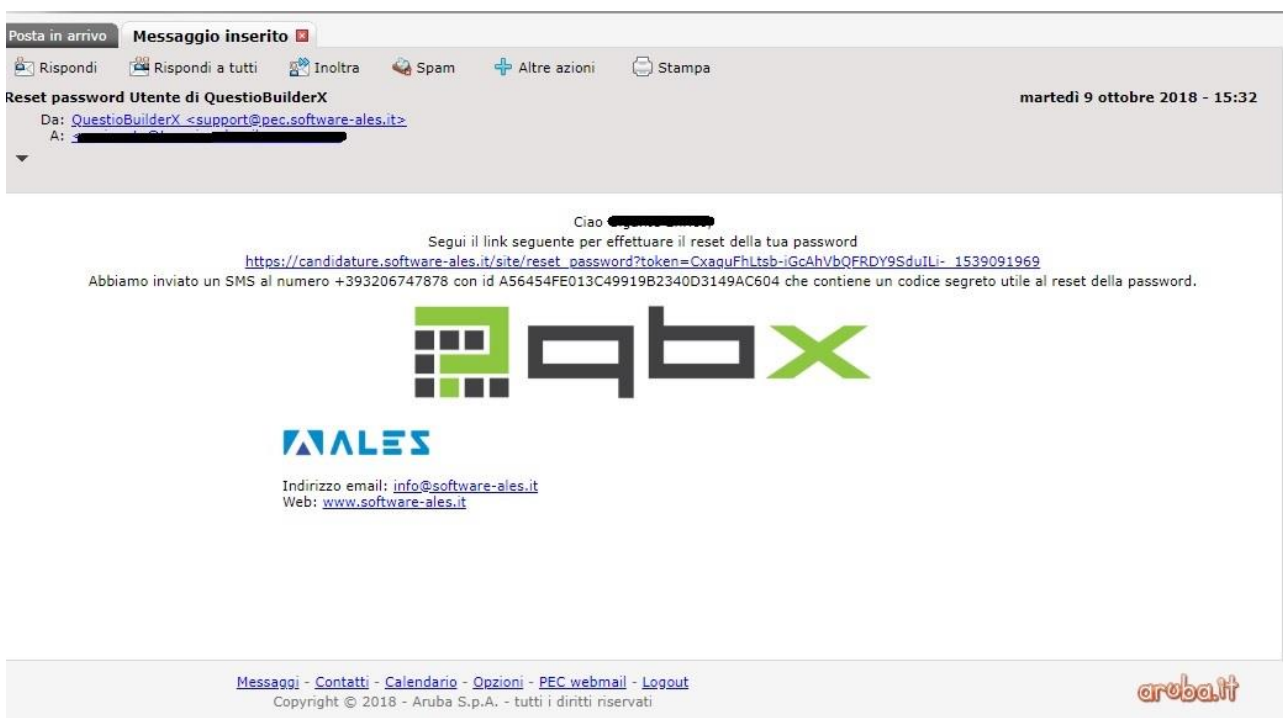 Posta in arrivo Messaggio inserito
Rispondi Rispondi a tutti Inoltra Spam Altre azioni Stampa
Reset password Utente di QuestioBuilderX martedì 9 ottobre 2018 - 15:32
Da: QuestioBuilderX <support@pec.software-ales.it>
A:
Ciao
Segui il link seguente per effettuare il reset della tua password
https://candidature.software-ales.it/site/reset_password?token=CxaquFhLtsb-iGcAhVbQFRDY9SduILi-_1539091969
Abbiamo inviato un SMS al numero +393206747878 con id A56454FE013C49919B2340D3149AC604 che contiene un codice segreto utile al reset della password.
qbx
ALES
Indirizzo email: info@software-ales.it
Web: www.software-ales.it
Messaggi - Contatti - Calendario - Opzioni - PEC webmail - Logout
Copyright © 2018 - Aruba S.p.A. - tutti i diritti riservati
aruba.it